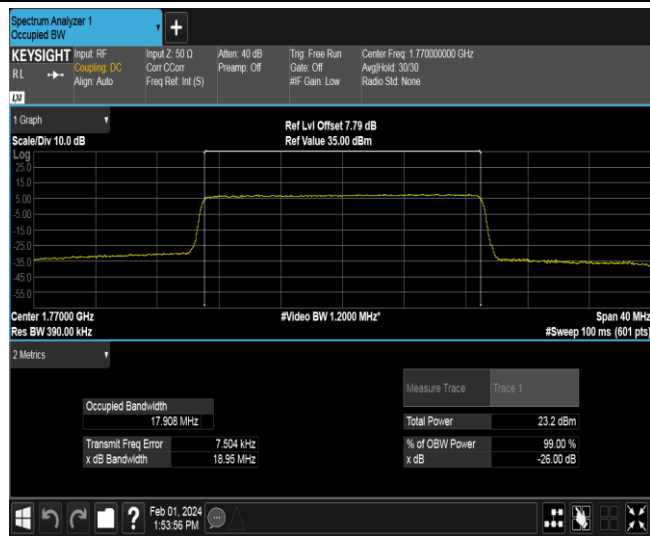 Spectrum Analyzer 1
Occupied BW
+
KEYSIGHT Input: RF Input Z: 50 Ω Atten: 40 dB Trig: Free Run Center Freq: 1.770000000 GHz
RL Coupling: DC Corr CCorr Preamp: Off Gate: Off Avg|Hold: 30/30
Align: Auto Freq Ref: Int (S) #IF Gain: Low Radio Std: None
LXI
1 Graph
Ref Lvl Offset 7.79 dB
Scale/Div 10.0 dB Ref Value 35.00 dBm
Log
25.0
15.0
5.00
-5.00
-15.0
-25.0
-35.0
-45.0
-55.0
Center 1.77000 GHz #Video BW 1.2000 MHz* Span 40 MHz
Res BW 390.00 kHz #Sweep 100 ms (601 pts)
2 Metrics
Measure Trace Trace 1
Occupied Bandwidth
17.908 MHz
Total Power 23.2 dBm
Transmit Freq Error 7.504 kHz % of OBW Power 99.00 %
x dB Bandwidth 18.95 MHz x dB -26.00 dB
? Feb 01, 2024
1:53:56 PM